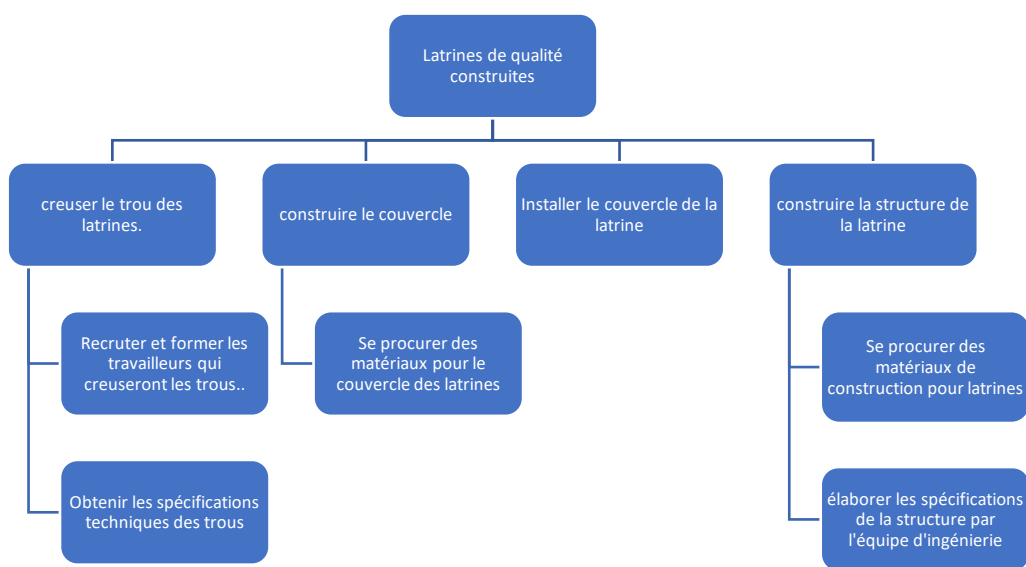 Latrines de qualité
construites
creuser le trou des
latrines.
construire le couvercle
Installer le couvercle de la
latrine
construire la structure de
la latrine
Recruter et former les
travailleurs qui
creuseront les trous..
Se procurer des
matériaux pour le
couvercle des latrines
Se procurer des
matériaux de
construction pour latrines
Obtenir les spécifications
techniques des trous
élaborer les spécifications
de la structure par
l'équipe d'ingénierie